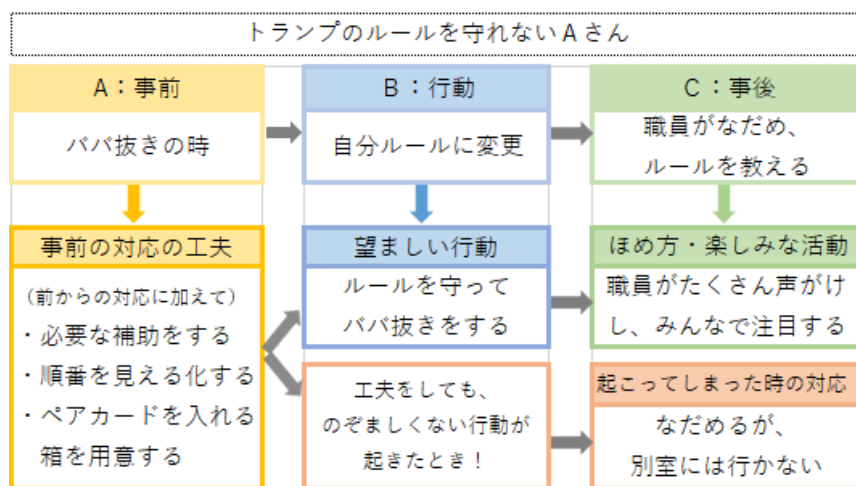 トランプのルールを守れないAさん
A：事前
ババ抜きの時
B：行動
自分ルールに変更
C：事後
職員がなだめ、
ルールを教える
事前の対応の工夫
（前からの対応に加えて）
・必要な補助をする
・順番を見える化する
・ペアカードを入れる
箱を用意する
望ましい行動
ルールを守って
ババ抜きをする
ほめ方・楽しみな活動
職員がたくさん声がけ
し、みんなで注目する
工夫をしても、
のぞましくない行動が
起きたとき！
起こってしまった時の対応
なだめるが、
別室には行かない